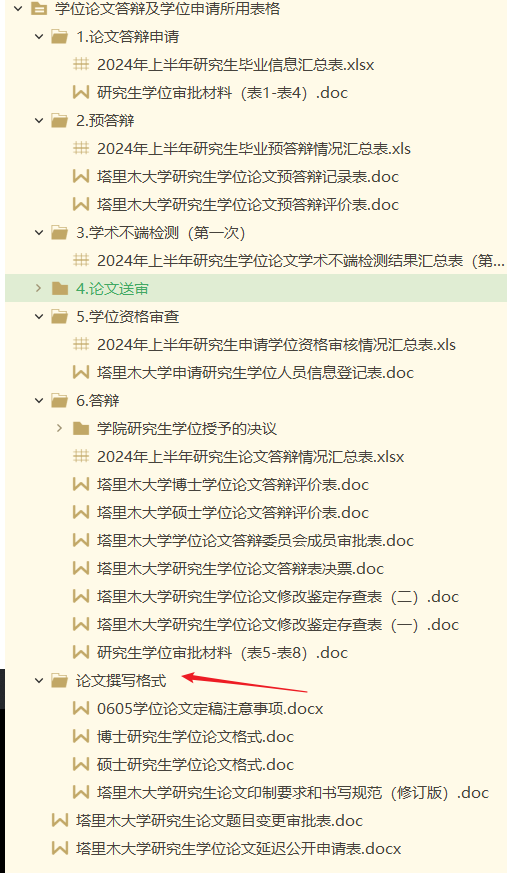 学位论文答辩及学位申请所用表格
1.论文答辩申请
2024年上半年研究生毕业信息汇总表.xlsx
研究生学位审批材料（表1-表4）.doc
2.预答辩
2024年上半年研究生毕业预答辩情况汇总表.xls
塔里木大学研究生学位论文预答辩记录表.doc
塔里木大学研究生学位论文预答辩评价表.doc
3.学术不端检测（第一次）
2024年上半年研究生学位论文学术不端检测结果汇总表（第...
4.论文送审
5.学位资格审查
2024年上半年研究生申请学位资格审核情况汇总表.xls
塔里木大学申请研究生学位人员信息登记表.doc
6.答辩
学院研究生学位授予的决议
2024年上半年研究生论文答辩情况汇总表.xlsx
塔里木大学博士学位论文答辩评价表.doc
塔里木大学硕士学位论文答辩评价表.doc
塔里木大学学位论文答辩委员会成员审批表.doc
塔里木大学研究生学位论文答辩表决票.doc
塔里木大学研究生学位论文修改鉴定存查表（二）.doc
塔里木大学研究生学位论文修改鉴定存查表（一）.doc
研究生学位审批材料（表5-表8）.doc
论文撰写格式
0605学位论文定稿注意事项.docx
博士研究生学位论文格式.doc
硕士研究生学位论文格式.doc
塔里木大学研究生论文印制要求和书写规范（修订版）.doc
塔里木大学研究生论文题目变更审批表.doc
塔里木大学研究生学位论文延迟公开申请表.docx